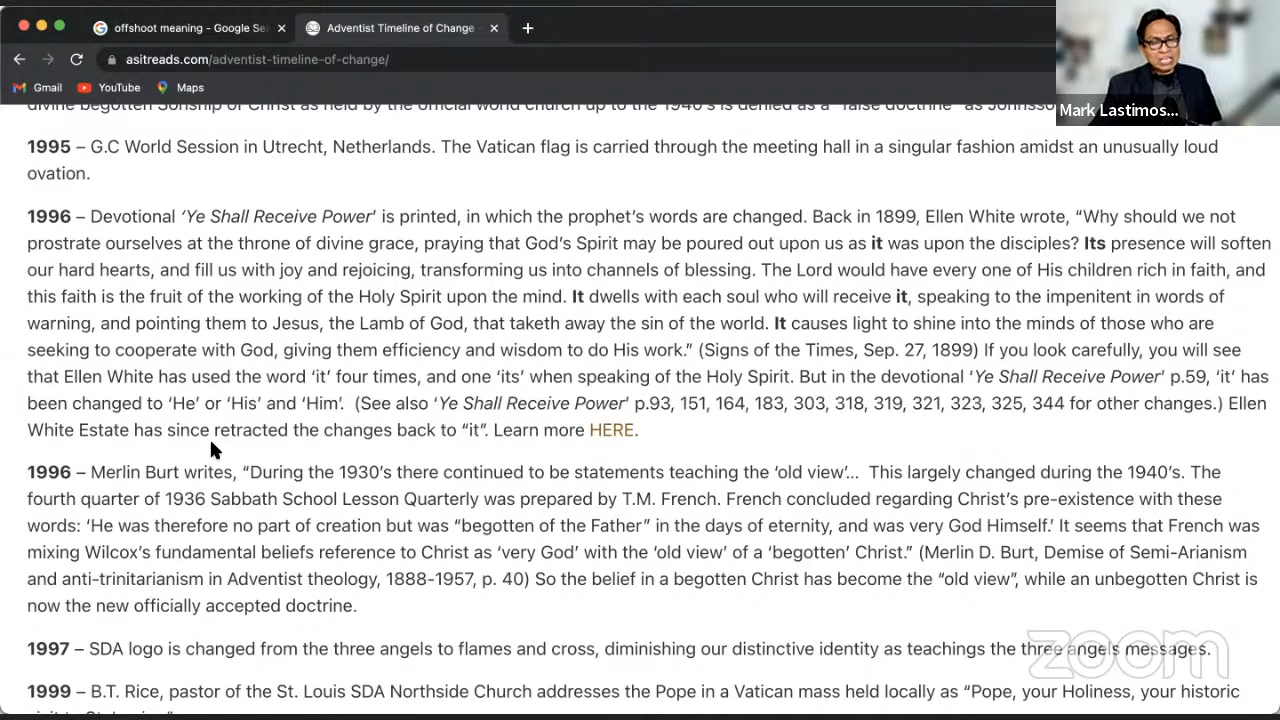 offshoot meaning - Google Se
Adventist Timeline of Change
asitreads.com/adventist-timeline-of-change/
Gmail YouTube Maps
Mark Lastimos...
divine begotten Sonship of Christ as held by the official world church up to the 1940's is denied as a "false doctrine" as Johnsso
1995 – G.C World Session in Utrecht, Netherlands. The Vatican flag is carried through the meeting hall in a singular fashion amidst an unusually loud
ovation.
1996 – Devotional 'Ye Shall Receive Power' is printed, in which the prophet's words are changed. Back in 1899, Ellen White wrote, "Why should we not
prostrate ourselves at the throne of divine grace, praying that God's Spirit may be poured out upon us as it was upon the disciples? Its presence will soften
our hard hearts, and fill us with joy and rejoicing, transforming us into channels of blessing. The Lord would have every one of His children rich in faith, and
this faith is the fruit of the working of the Holy Spirit upon the mind. It dwells with each soul who will receive it, speaking to the impenitent in words of
warning, and pointing them to Jesus, the Lamb of God, that taketh away the sin of the world. It causes light to shine into the minds of those who are
seeking to cooperate with God, giving them efficiency and wisdom to do His work." (Signs of the Times, Sep. 27, 1899) If you look carefully, you will see
that Ellen White has used the word 'it' four times, and one 'its' when speaking of the Holy Spirit. But in the devotional 'Ye Shall Receive Power' p.59, 'it' has
been changed to 'He' or 'His' and 'Him'. (See also 'Ye Shall Receive Power' p.93, 151, 164, 183, 303, 318, 319, 321, 323, 325, 344 for other changes.) Ellen
White Estate has since retracted the changes back to "it". Learn more HERE.
1996 – Merlin Burt writes, "During the 1930's there continued to be statements teaching the 'old view'... This largely changed during the 1940's. The
fourth quarter of 1936 Sabbath School Lesson Quarterly was prepared by T.M. French. French concluded regarding Christ's pre-existence with these
words: 'He was therefore no part of creation but was "begotten of the Father" in the days of eternity, and was very God Himself.' It seems that French was
mixing Wilcox's fundamental beliefs reference to Christ as 'very God' with the 'old view' of a 'begotten' Christ." (Merlin D. Burt, Demise of Semi-Arianism
and anti-trinitarianism in Adventist theology, 1888-1957, p. 40) So the belief in a begotten Christ has become the "old view", while an unbegotten Christ is
now the new officially accepted doctrine.
1997 – SDA logo is changed from the three angels to flames and cross, diminishing our distinctive identity as teachings the three angels messages.
zoom
1999 – B.T. Rice, pastor of the St. Louis SDA Northside Church addresses the Pope in a Vatican mass held locally as "Pope, your Holiness, your historic